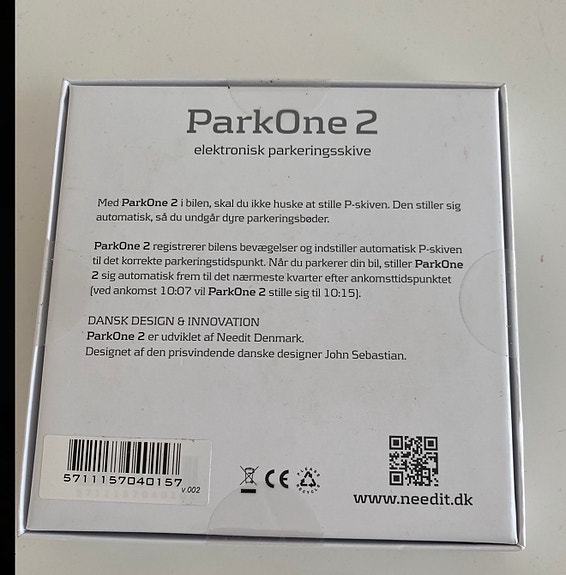 ParkOne 2
elektronisk parkeringsskive
Med ParkOne 2 i bilen, skal du ikke huske at stille P-skiven. Den stiller sig
automatisk, så du undgår dyre parkeringsbøder.
ParkOne 2 registrerer bilens bevægelser og indstiller automatisk P-skiven
til det korrekte parkeringstidspunkt. Når du parkerer din bil, stiller ParkOne
2 sig automatisk frem til det nærmeste kvarter efter ankomsttidspunktet
(ved ankomst 10:07 vil ParkOne 2 stille sig til 10:15).
DANSK DESIGN & INNOVATION
ParkOne 2 er udviklet af Needit Denmark.
Designet af den prisvindende danske designer John Sebastian.
5711157040157
v.002
CE
PLEASE
RECYCLE
www.needit.dk